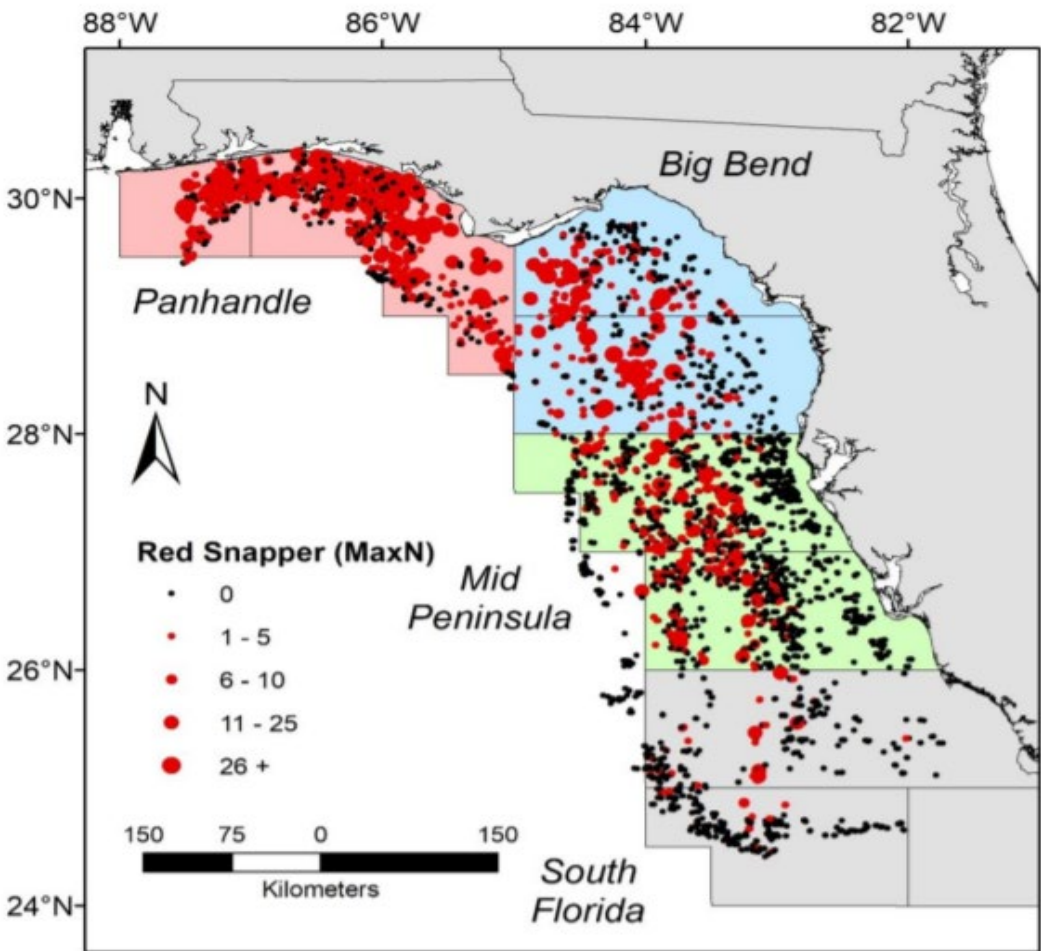 88°W 86°W 84°W 82°W
Big Bend
30°N
Panhandle
N
28°N
Red Snapper (MaxN)
0
1 - 5
6 - 10
11 - 25
26 +
Mid
Peninsula
26°N
150 75 0 150
Kilometers
South
Florida
24°N